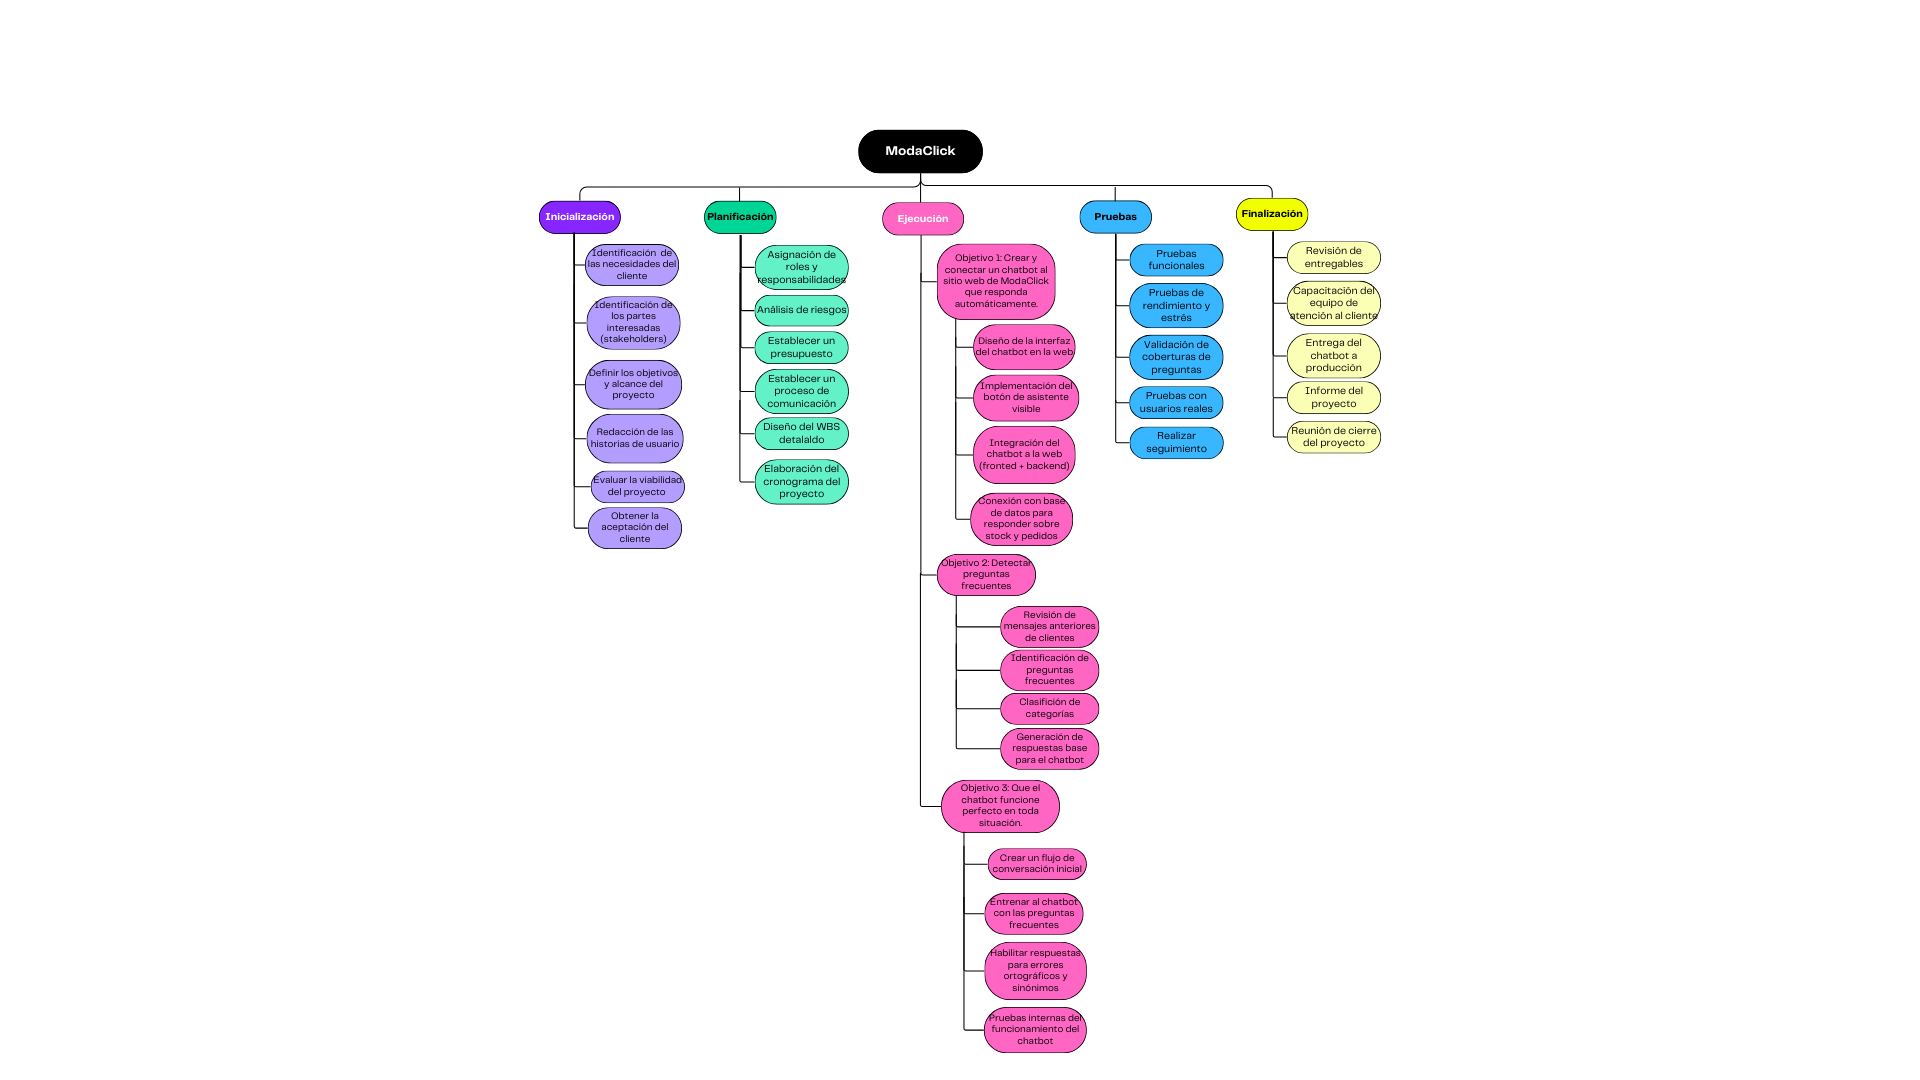 ModaClick
Inicialización
Identificación de
las necesidades del
cliente
Identificación de
los partes
interesadas
(stakeholders)
Definir los objetivos
y alcance del
proyecto
Redacción de las
historias de usuario
Evaluar la viabilidad
del proyecto
Obtener la
aceptación del
cliente
Planificación
Asignación de
roles y
responsabilidades
Análisis de riesgos
Establecer un
presupuesto
Establecer un
proceso de
comunicación
Diseño del WBS
detalaldo
Elaboración del
cronograma del
proyecto
Ejecución
Objetivo 1: Crear y
conectar un chatbot al
sitio web de ModaClick
que responda
automáticamente.
Diseño de la interfaz
del chatbot en la web
Implementación del
botón de asistente
visible
Integración del
chatbot a la web
(fronted + backend)
Conexión con base
de datos para
responder sobre
stock y pedidos
Objetivo 2: Detectar
preguntas
frecuentes
Revisión de
mensajes anteriores
de clientes
Identificación de
preguntas
frecuentes
Clasifición de
categorías
Generación de
respuestas base
para el chatbot
Objetivo 3: Que el
chatbot funcione
perfecto en toda
situación.
Crear un flujo de
conversación inicial
Entrenar al chatbot
con las preguntas
frecuentes
Habilitar respuestas
para errores
ortográficos y
sinónimos
Pruebas internas del
funcionamiento del
chatbot
Pruebas
Pruebas
funcionales
Pruebas de
rendimiento y
estrés
Validación de
coberturas de
preguntas
Pruebas con
usuarios reales
Realizar
seguimiento
Finalización
Revisión de
entregables
Capacitación del
equipo de
atención al cliente
Entrega del
chatbot a
producción
Informe del
proyecto
Reunión de cierre
del proyecto